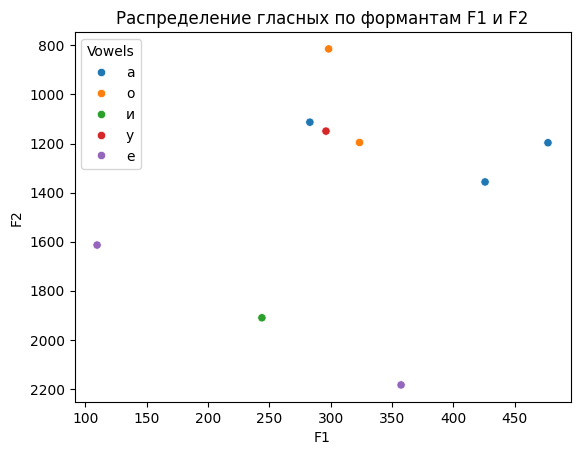 Распределение гласных по формантам F1 и F2
Vowels
а
о
и
у
е
800
1000
1200
1400
1600
1800
2000
2200
F2
100
150
200
250
300
350
400
450
F1